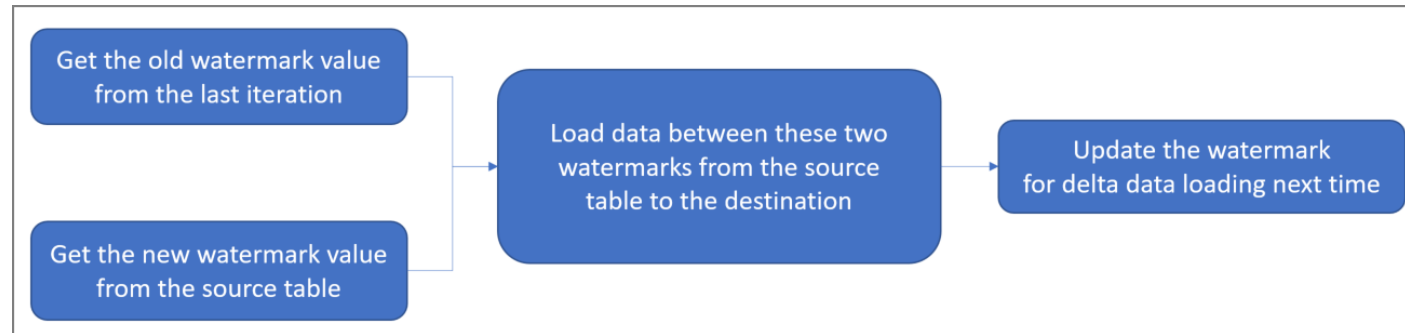 Get the old watermark value
from the last iteration
Get the new watermark value
from the source table
Load data between these two
watermarks from the source
table to the destination
Update the watermark
for delta data loading next time